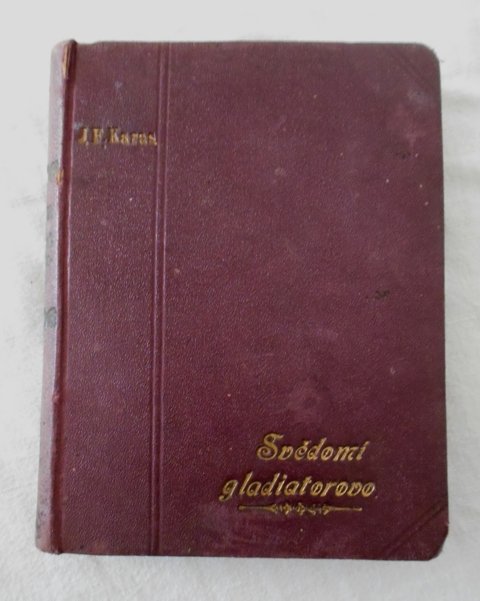 J.F. Karas
Svědomí
gladiatorovo